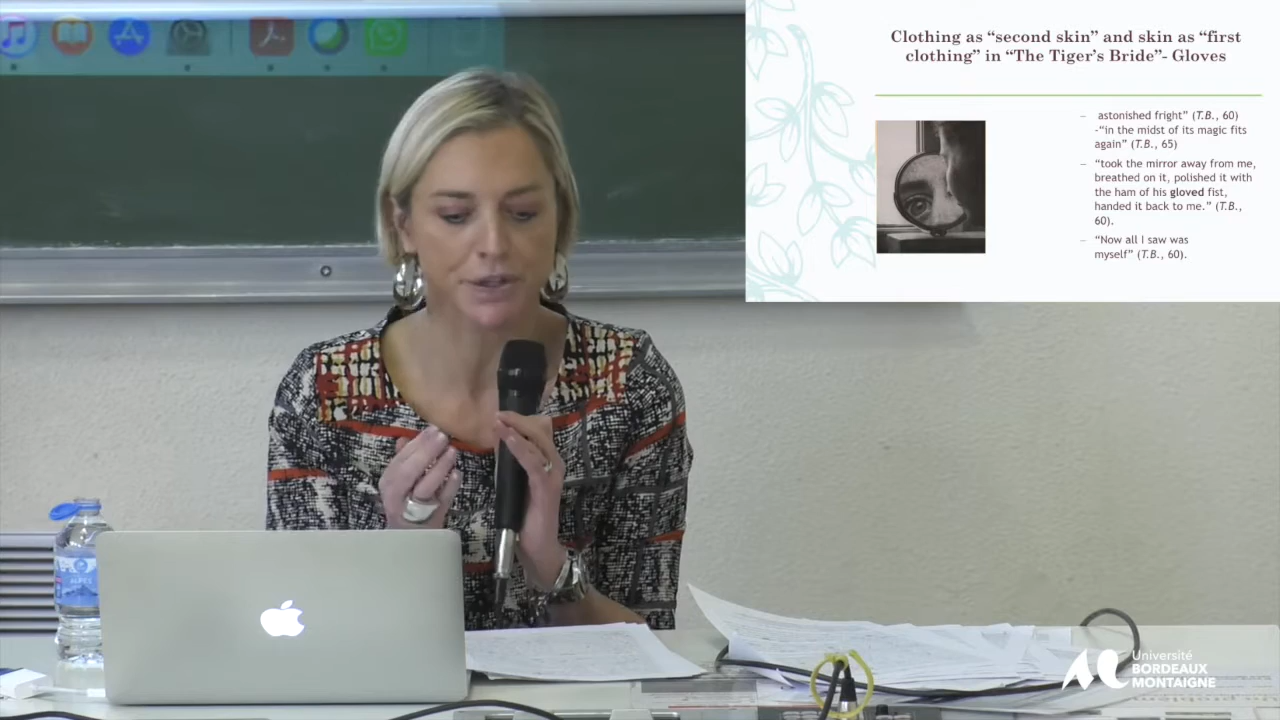 Clothing as “second skin” and skin as “first
clothing” in “The Tiger’s Bride”- Gloves
– astonished fright” (T.B., 60)
-“in the midst of its magic fits
again” (T.B., 65)
– “took the mirror away from me,
breathed on it, polished it with
the ham of his gloved fist,
handed it back to me.” (T.B.,
60).
– “Now all I saw was
myself” (T.B., 60).
Université
BORDEAUX
MONTAIGNE